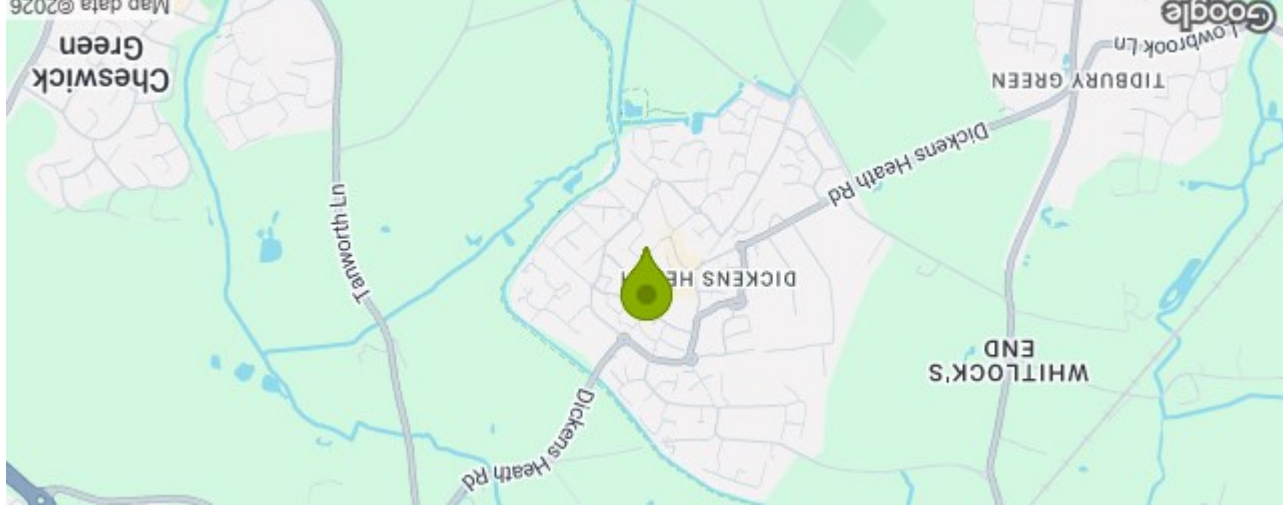 Dickens Heath Rd
WHITLOCK'S
END
DICKENS HE H
Tanworth Ln
Dickens Heath Rd
TIDBURY GREEN
Lowbrook Ln
Cheswick
Green
Google
Map data ©2026